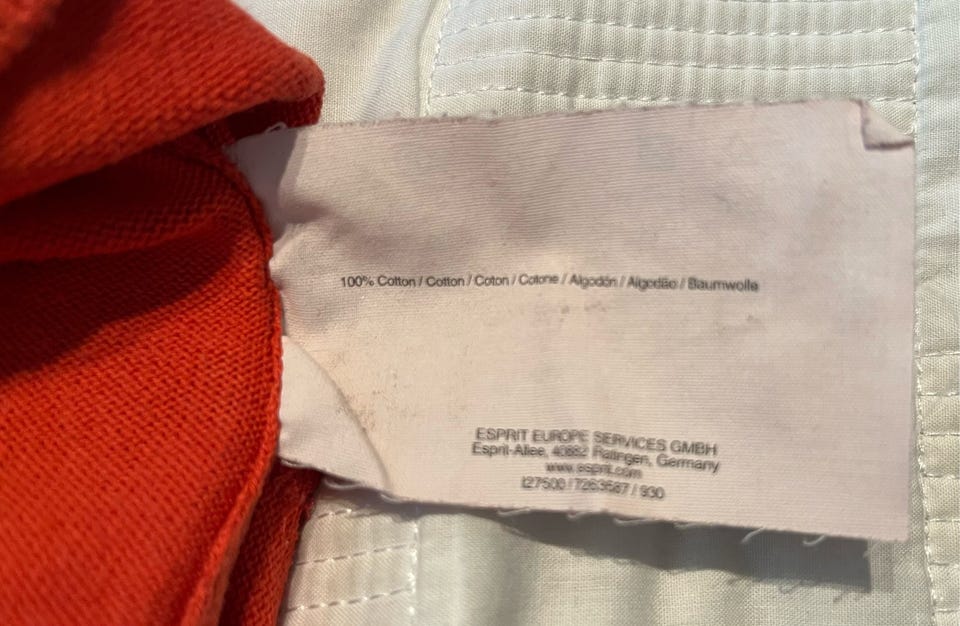 100% Cotton / Cotton / Coton / Cotone / Algodón / Algodão / Baumwolle
ESPRIT EUROPE SERVICES GMBH
Esprit-Allee, 40882 Ratingen, Germany
www.esprit.com
127500 / 7263587 / 930